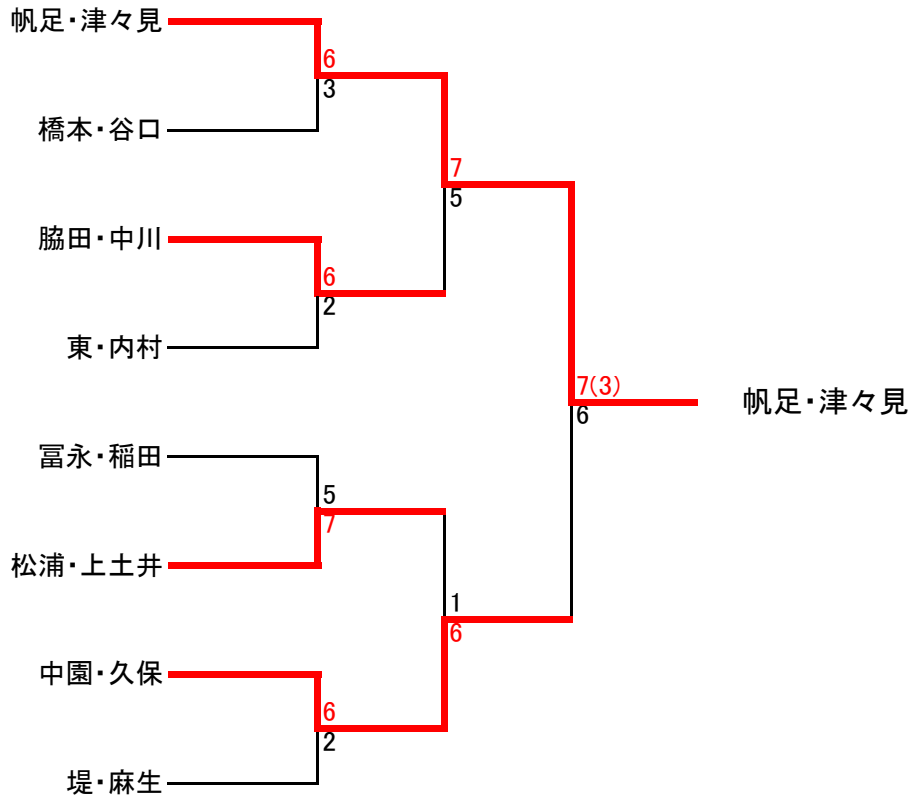 帆足・津々見
6
3
橋本・谷口
7
5
脇田・中川
6
2
東・内村
7(3)
6
帆足・津々見
冨永・稲田
5
7
松浦・上土井
1
6
中園・久保
6
2
堤・麻生